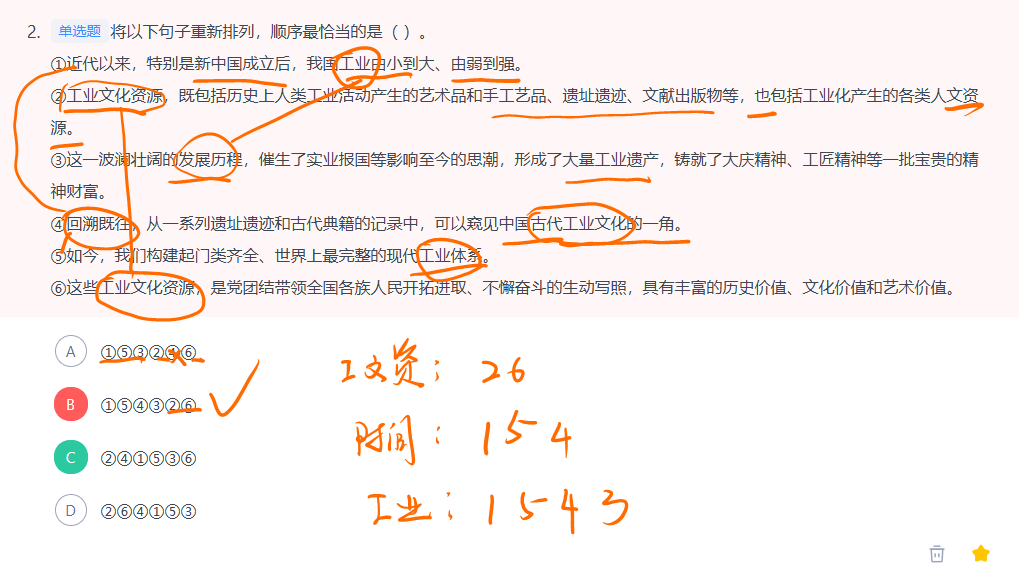 2. 单选题 将以下句子重新排列，顺序最恰当的是（ ）。
①近代以来，特别是新中国成立后，我国工业由小到大、由弱到强。
②工业文化资源，既包括历史上人类工业活动产生的艺术品和手工艺品、遗址遗迹、文献出版物等，也包括工业化产生的各类人文资
源。
③这一波澜壮阔的发展历程，催生了实业报国等影响至今的思潮，形成了大量工业遗产，铸就了大庆精神、工匠精神等一批宝贵的精
神财富。
④回溯既往，从一系列遗址遗迹和古代典籍的记录中，可以窥见中国古代工业文化的一角。
⑤如今，我们构建起门类齐全、世界上最完整的现代工业体系。
⑥这些工业文化资源，是党团结带领全国各族人民开拓进取、不懈奋斗的生动写照，具有丰富的历史价值、文化价值和艺术价值。
A ①⑤③②④⑥
B ①⑤④③②⑥
C ②④①⑤③⑥
D ②⑥④①⑤③
工文资：26
时间：154
工业：1543